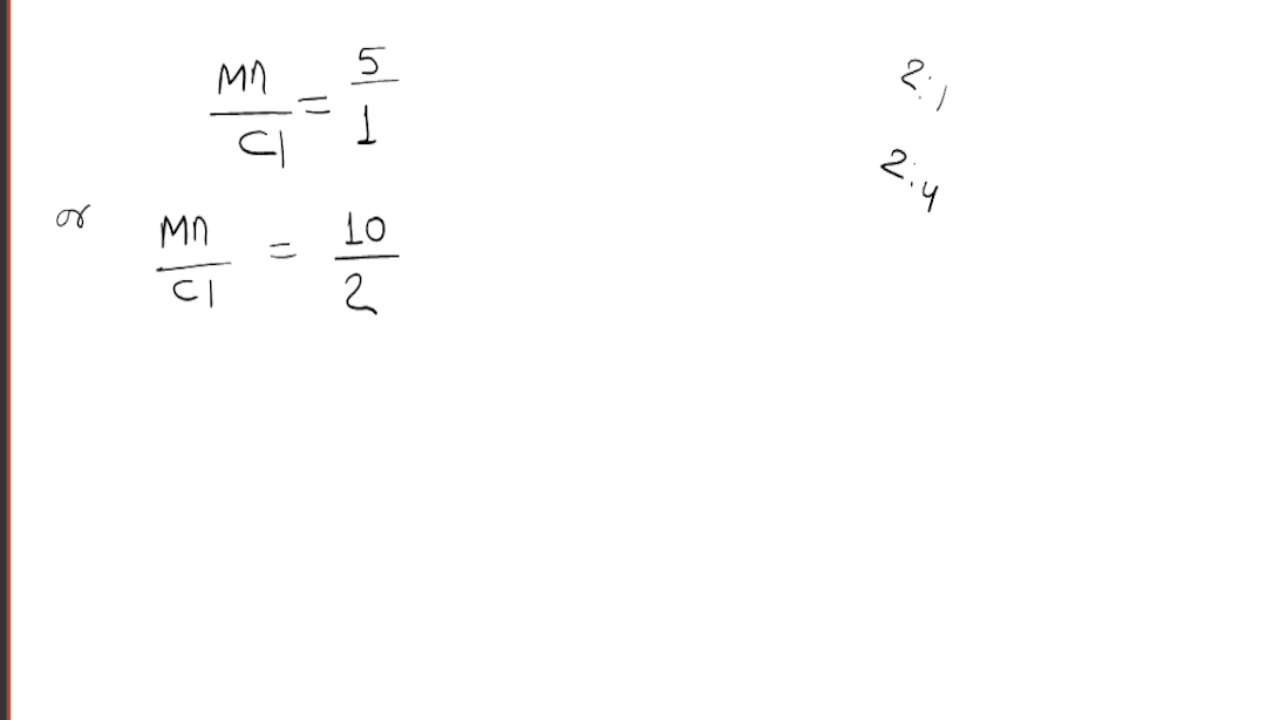 Mn/Cl = 5/1
or Mn/Cl = 10/2
2:1
2:4